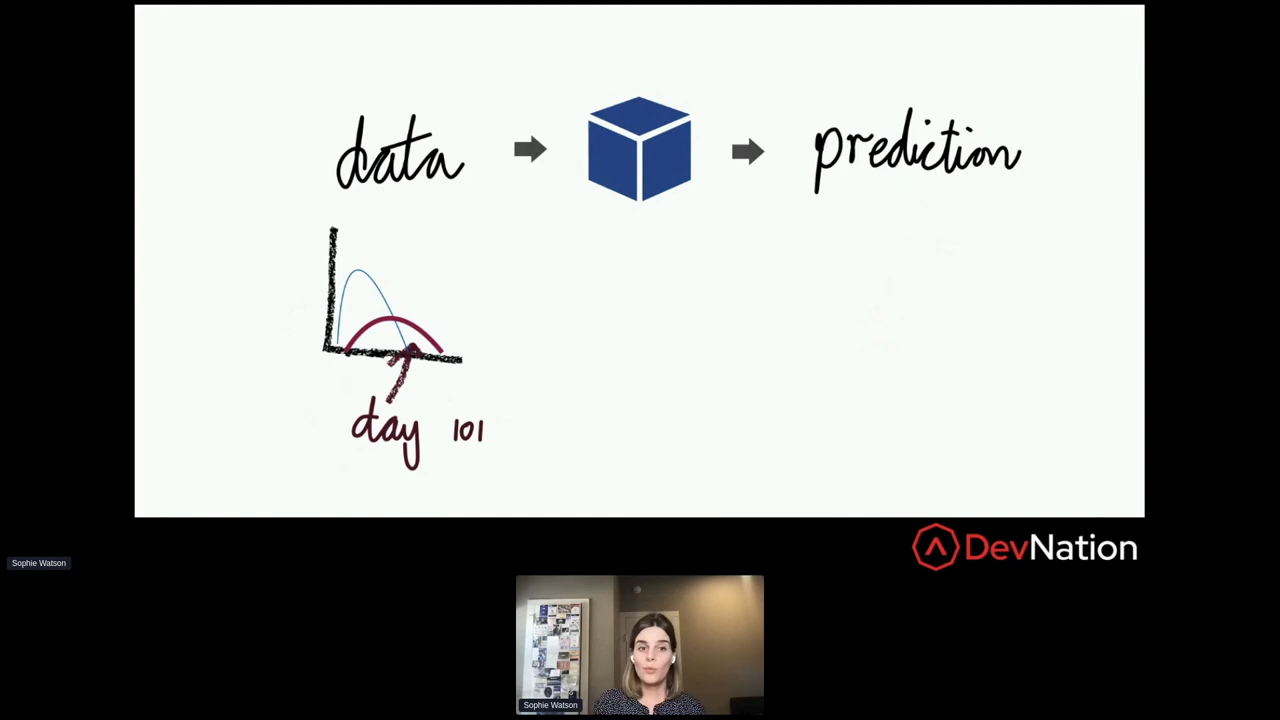 data
prediction
day 101
DevNation
Sophie Watson
Sophie Watson